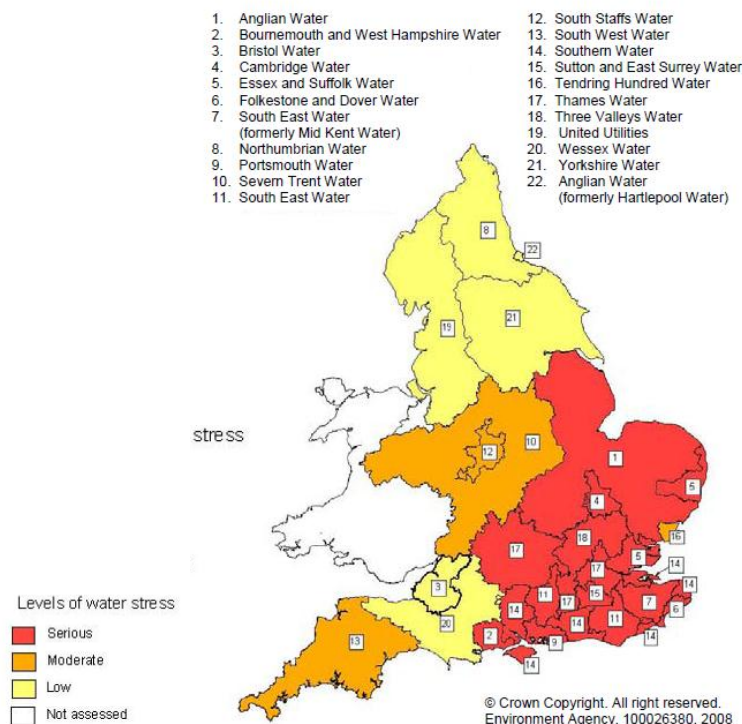 1. Anglian Water
2. Bournemouth and West Hampshire Water
3. Bristol Water
4. Cambridge Water
5. Essex and Suffolk Water
6. Folkestone and Dover Water
7. South East Water
(formerly Mid Kent Water)
8. Northumbrian Water
9. Portsmouth Water
10. Severn Trent Water
11. South East Water
12. South Staffs Water
13. South West Water
14. Southern Water
15. Sutton and East Surrey Water
16. Tendring Hundred Water
17. Thames Water
18. Three Valleys Water
19. United Utilities
20. Wessex Water
21. Yorkshire Water
22. Anglian Water
(formerly Hartlepool Water)
8
22
21
19
stress
10
12
1
5
4
16
18
17
5
14
17
14
3
15
11
7
17
6
14
20
14
11
2
9
14
13
14
Levels of water stress
Serious
Moderate
Low
Not assessed
© Crown Copyright. All right reserved.
Environment Agency, 100026380, 2008